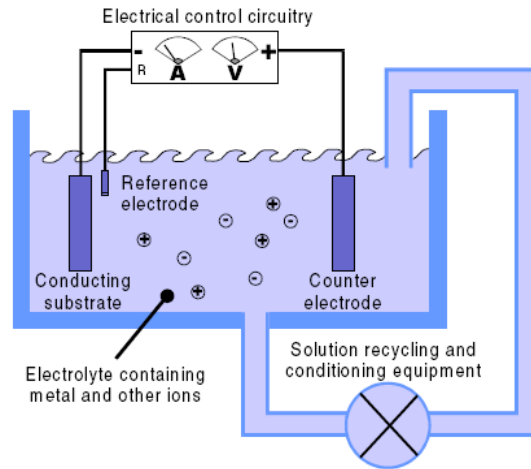 Electrical control circuitry
- A V +
R
Reference
electrode
Conducting
substrate
Counter
electrode
Electrolyte containing
metal and other ions
Solution recycling and
conditioning equipment